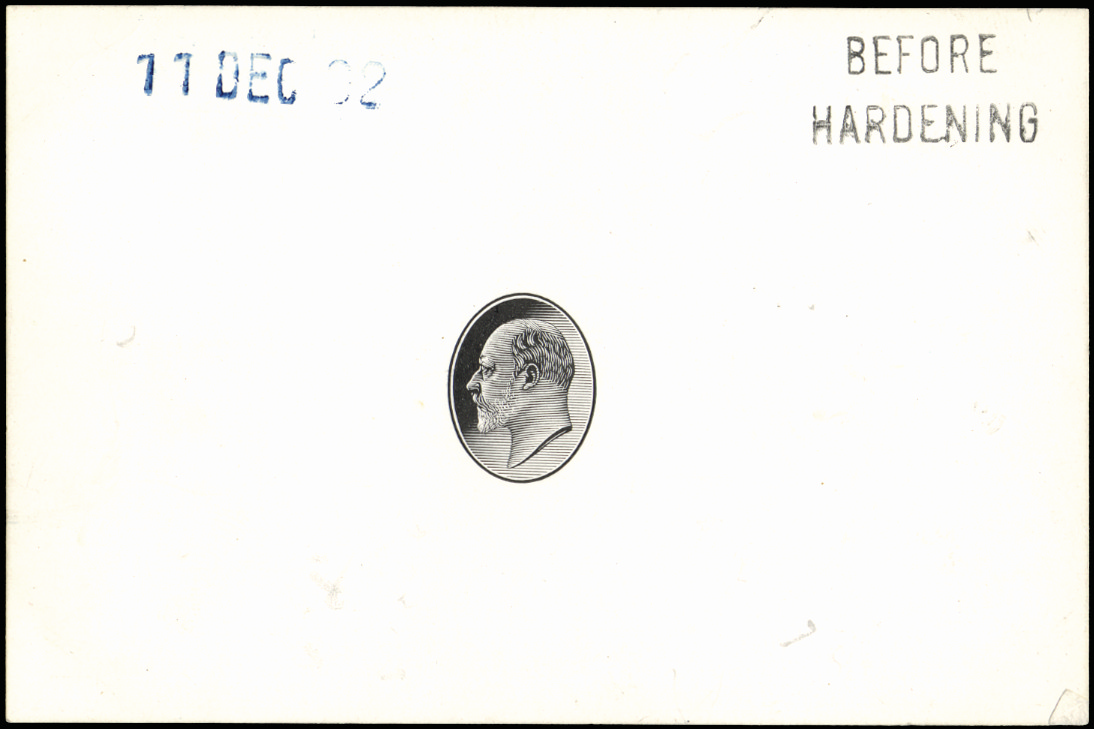 11 DEC 02
BEFORE
HARDENING